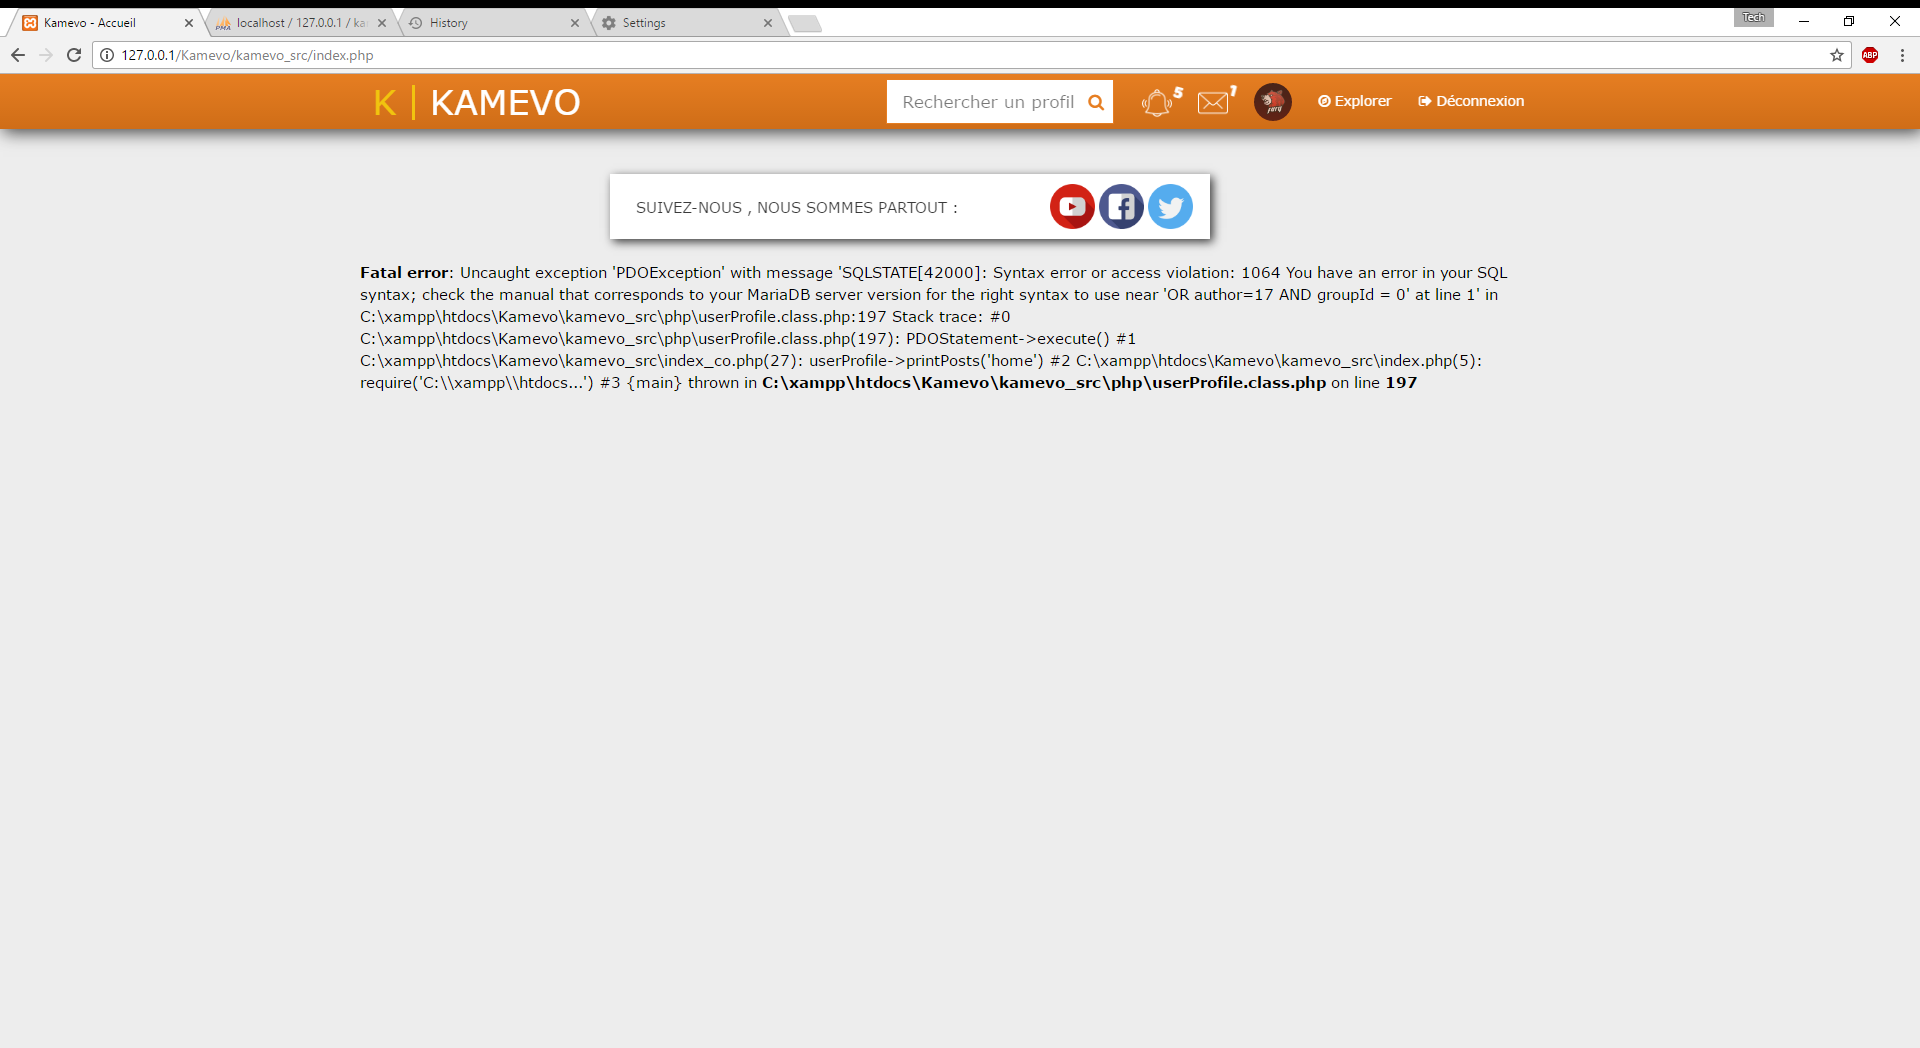 Kamevo - Accueil
localhost / 127.0.0.1 / ka
History
Settings
Tech
127.0.0.1/Kamevo/kamevo_src/index.php
ABP
K | KAMEVO
Rechercher un profil
5
1
Explorer
Déconnexion
SUIVEZ-NOUS , NOUS SOMMES PARTOUT :
Fatal error: Uncaught exception 'PDOException' with message 'SQLSTATE[42000]: Syntax error or access violation: 1064 You have an error in your SQL
syntax; check the manual that corresponds to your MariaDB server version for the right syntax to use near 'OR author=17 AND groupId = 0' at line 1' in
C:\xampp\htdocs\Kamevo\kamevo_src\php\userProfile.class.php:197 Stack trace: #0
C:\xampp\htdocs\Kamevo\kamevo_src\php\userProfile.class.php(197): PDOStatement->execute() #1
C:\xampp\htdocs\Kamevo\kamevo_src\index_co.php(27): userProfile->printPosts('home') #2 C:\xampp\htdocs\Kamevo\kamevo_src\index.php(5):
require('C:\\xampp\\htdocs...') #3 {main} thrown in C:\xampp\htdocs\Kamevo\kamevo_src\php\userProfile.class.php on line 197